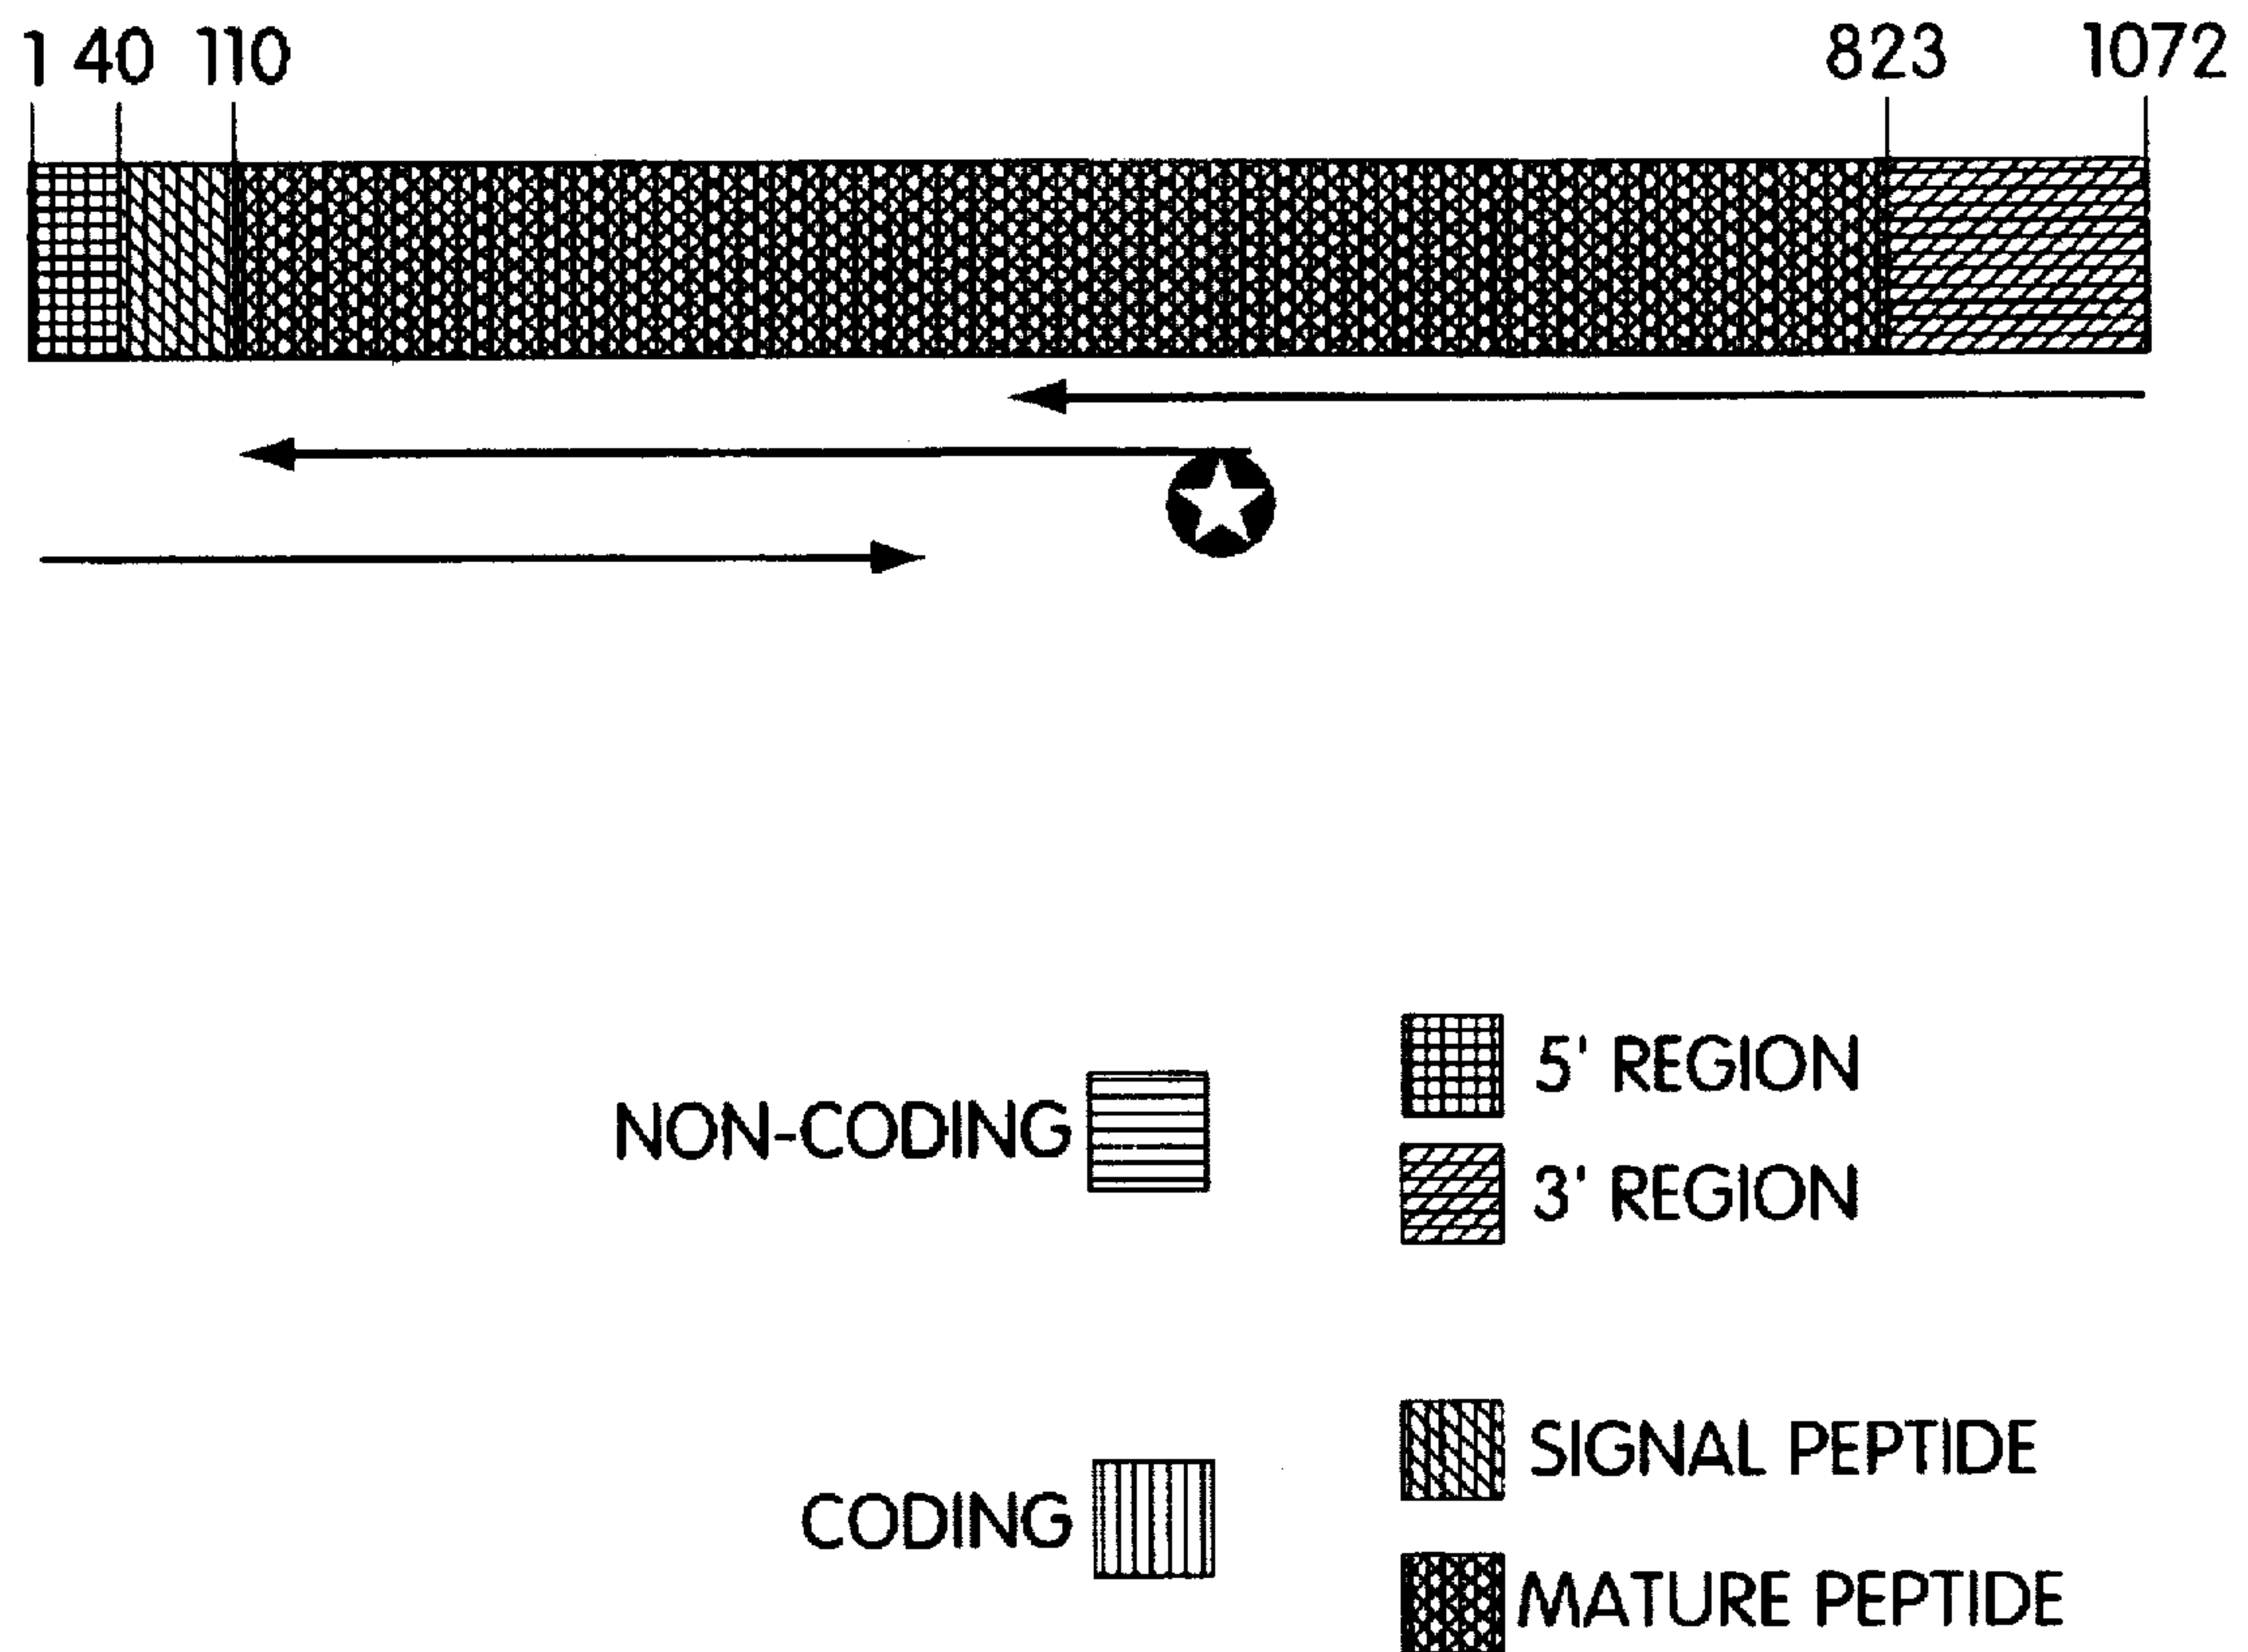 1 40 110 823 1072
5' REGION
NON-CODING
3' REGION
SIGNAL PEPTIDE
CODING
MATURE PEPTIDE